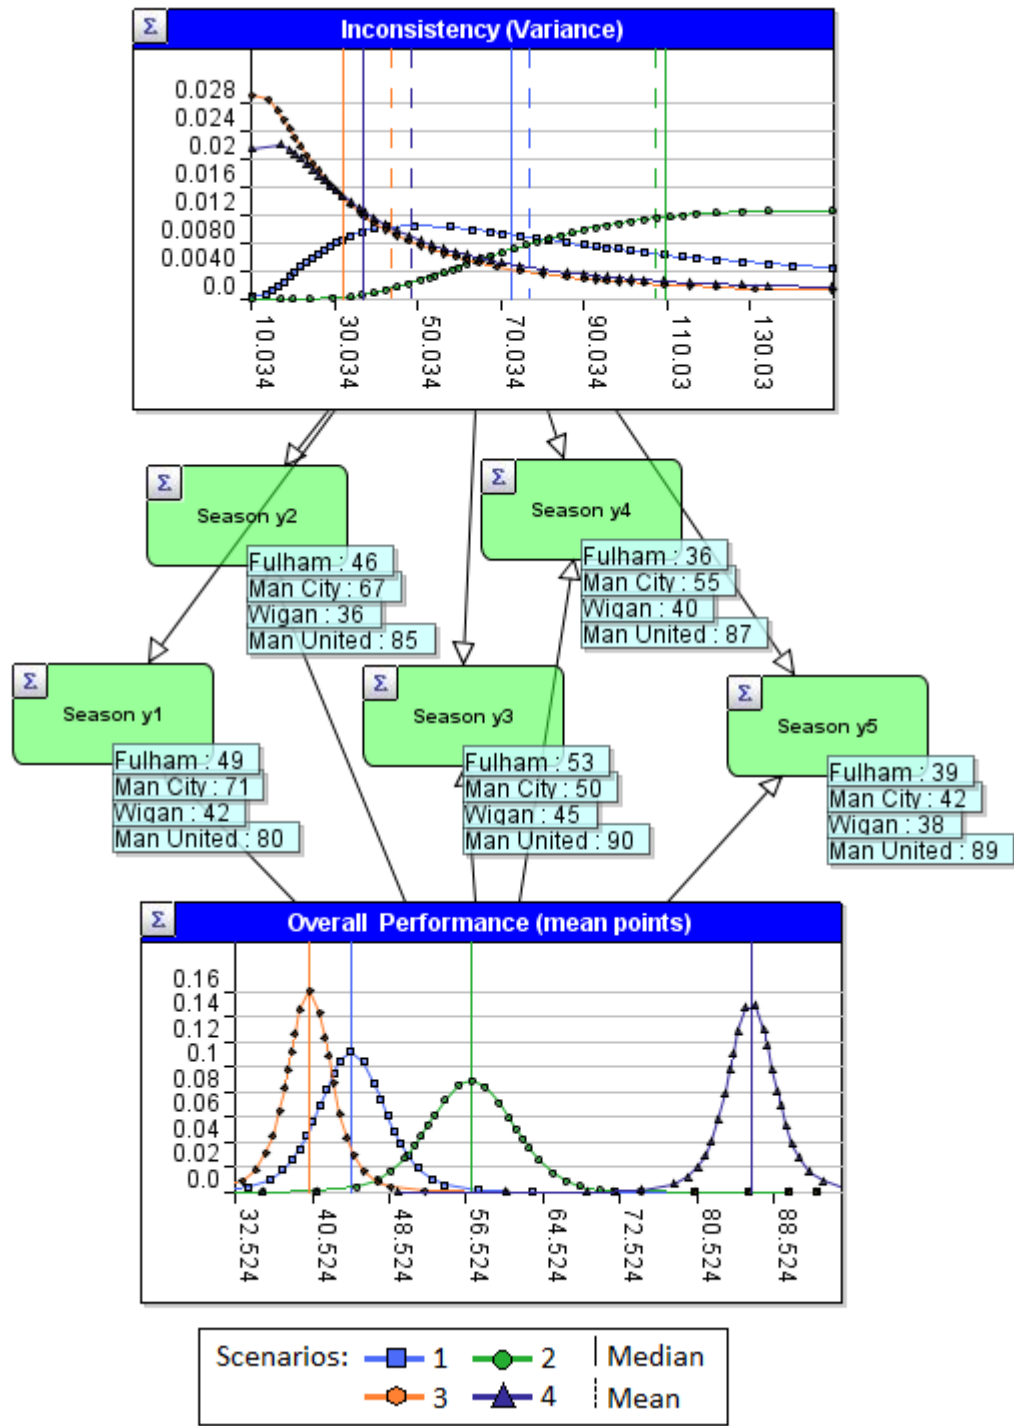 Σ
Inconsistency (Variance)
0.028
0.024
0.02
0.016
0.012
0.0080
0.0040
0.0
10.034
30.034
50.034
70.034
90.034
110.03
130.03
Σ
Season y2
Fulham : 46
Man City : 67
Wigan : 36
Man United : 85
Σ
Season y4
Fulham : 36
Man City : 55
Wigan : 40
Man United : 87
Σ
Season y1
Fulham : 49
Man City : 71
Wigan : 42
Man United : 80
Σ
Season y3
Fulham : 53
Man City : 50
Wigan : 45
Man United : 90
Σ
Season y5
Fulham : 39
Man City : 42
Wigan : 38
Man United : 89
Σ
Overall Performance (mean points)
0.16
0.14
0.12
0.1
0.08
0.06
0.04
0.02
0.0
32.524
40.524
48.524
56.524
64.524
72.524
80.524
88.524
Scenarios: 1 2 Median
3 4 Mean